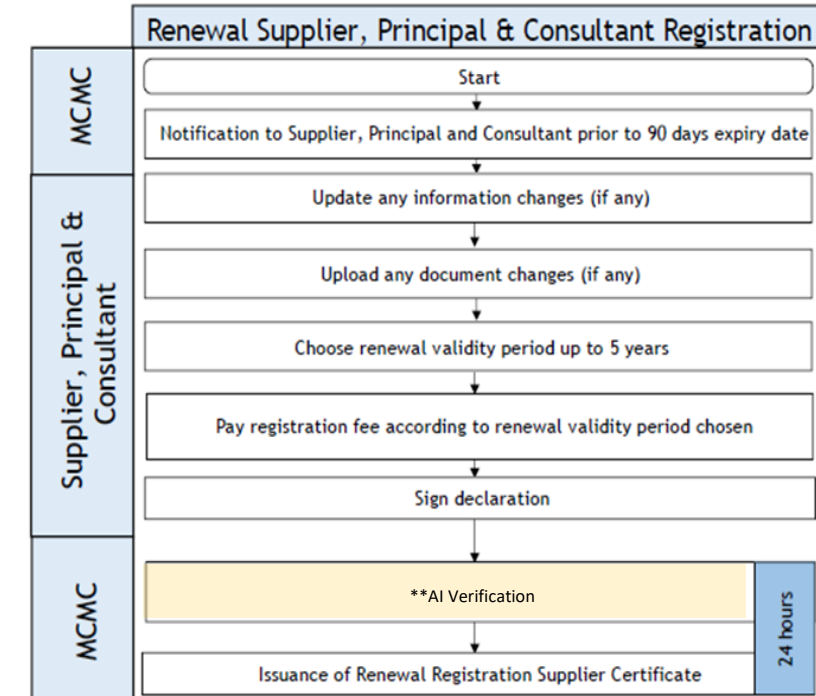 Renewal Supplier, Principal & Consultant Registration
MCMC
Start
Notification to Supplier, Principal and Consultant prior to 90 days expiry date
Supplier, Principal &
Consultant
Update any information changes (if any)
Upload any document changes (if any)
Choose renewal validity period up to 5 years
Pay registration fee according to renewal validity period chosen
Sign declaration
MCMC
**AI Verification
24 hours
Issuance of Renewal Registration Supplier Certificate